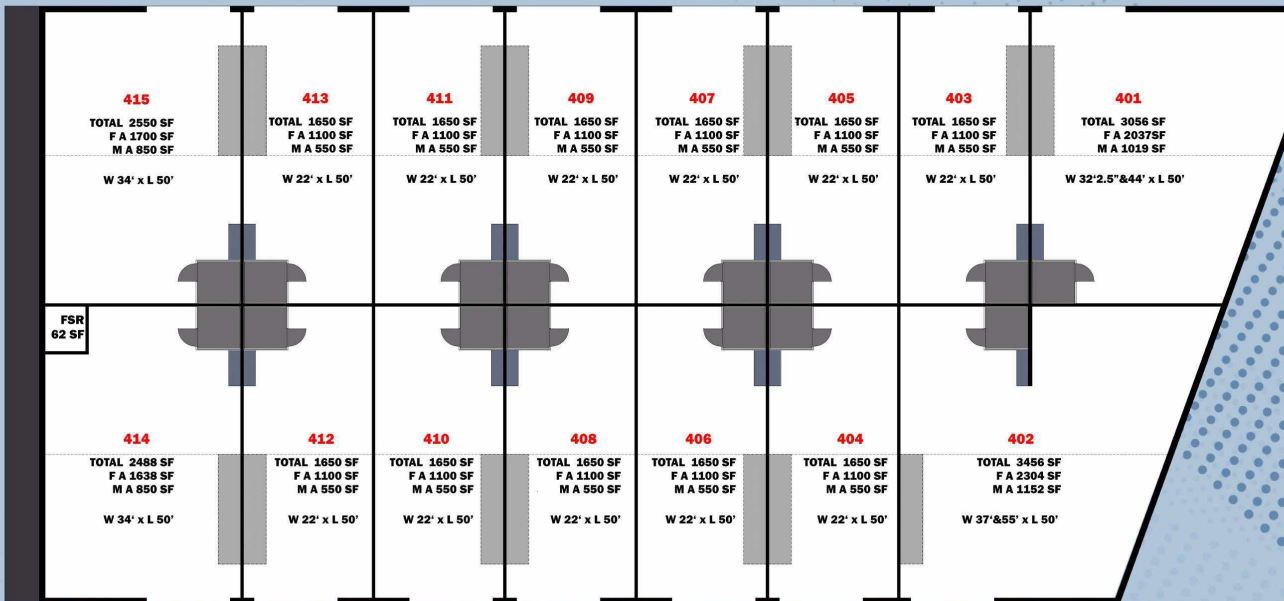 415
TOTAL 2550 SF
F A 1700 SF
M A 850 SF
W 34' x L 50'
413
TOTAL 1650 SF
F A 1100 SF
M A 550 SF
W 22' x L 50'
411
TOTAL 1650 SF
F A 1100 SF
M A 550 SF
W 22' x L 50'
409
TOTAL 1650 SF
F A 1100 SF
M A 550 SF
W 22' x L 50'
407
TOTAL 1650 SF
F A 1100 SF
M A 550 SF
W 22' x L 50'
405
TOTAL 1650 SF
F A 1100 SF
M A 550 SF
W 22' x L 50'
403
TOTAL 1650 SF
F A 1100 SF
M A 550 SF
W 22' x L 50'
401
TOTAL 3056 SF
F A 2037SF
M A 1019 SF
W 32'2.5"&44' x L 50'
FSR
62 SF
414
TOTAL 2488 SF
F A 1638 SF
M A 850 SF
W 34' x L 50'
412
TOTAL 1650 SF
F A 1100 SF
M A 550 SF
W 22' x L 50'
410
TOTAL 1650 SF
F A 1100 SF
M A 550 SF
W 22' x L 50'
408
TOTAL 1650 SF
F A 1100 SF
M A 550 SF
W 22' x L 50'
406
TOTAL 1650 SF
F A 1100 SF
M A 550 SF
W 22' x L 50'
404
TOTAL 1650 SF
F A 1100 SF
M A 550 SF
W 22' x L 50'
402
TOTAL 3456 SF
F A 2304 SF
M A 1152 SF
W 37'&55' x L 50'